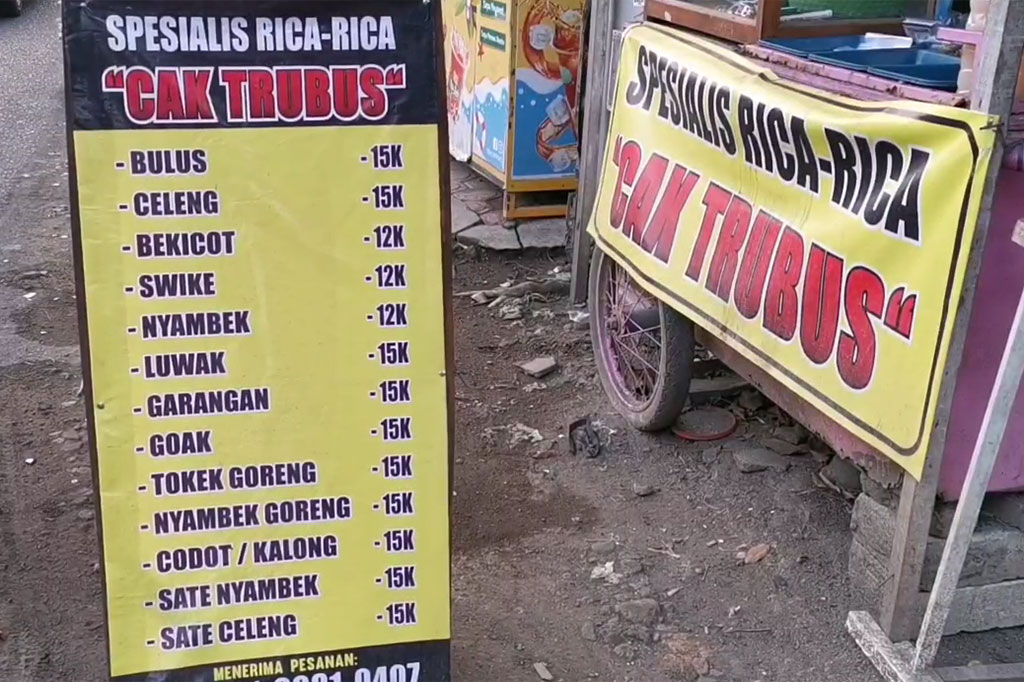 SPESIALIS RICA-RICA
“CAK TRUBUS“
- BULUS - 15K
- CELENG - 15K
- BEKICOT - 12K
- SWIKE - 12K
- NYAMBEK - 12K
- LUWAK - 15K
- GARANGAN - 15K
- GOAK - 15K
- TOKEK GORENG - 15K
- NYAMBEK GORENG - 15K
- CODOT / KALONG - 15K
- SATE NYAMBEK - 15K
- SATE CELENG - 15K
MENERIMA PESANAN:
SPESIALIS RICA-RICA
“CAK TRUBUS“